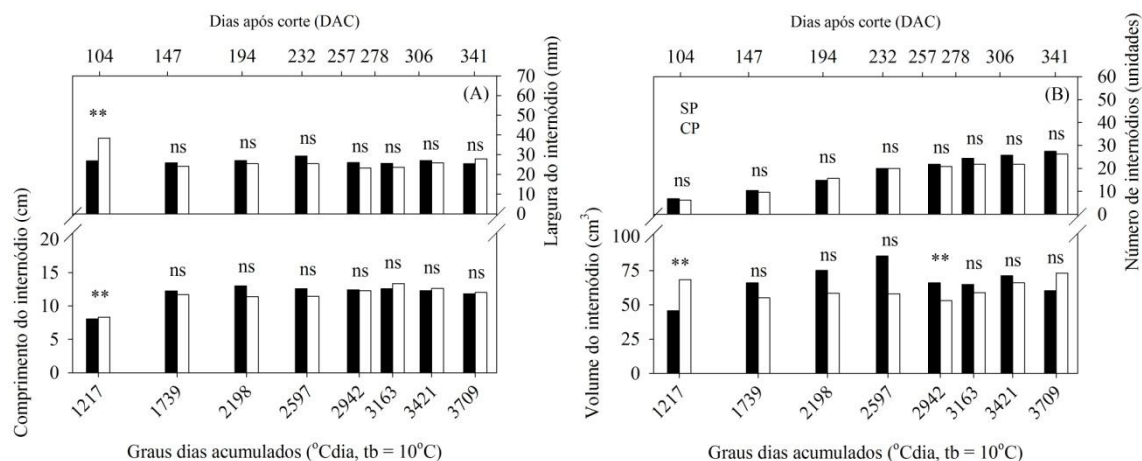 Dias após corte (DAC)
104 147 194 232 257 278 306 341
(A)
Largura do internódio (mm)
70
60
50
40
30
20
10
0
** ns ns ns ns ns ns ns
Comprimento do internódio (cm)
20
15
10
5
0
** ns ns ns ns ns ns ns
1217 1739 2198 2597 2942 3163 3421 3709
Graus dias acumulados (°Cdia, tb = 10°C)
Dias após corte (DAC)
104 147 194 232 257 278 306 341
(B)
SP
CP
Número de internódios (unidades)
60
50
40
30
20
10
0
ns ns ns ns ns ns ns ns
Volume do internódio (cm³)
100
75
50
25
0
** ns ns ns ** ns ns ns
1217 1739 2198 2597 2942 3163 3421 3709
Graus dias acumulados (°Cdia, tb = 10°C)